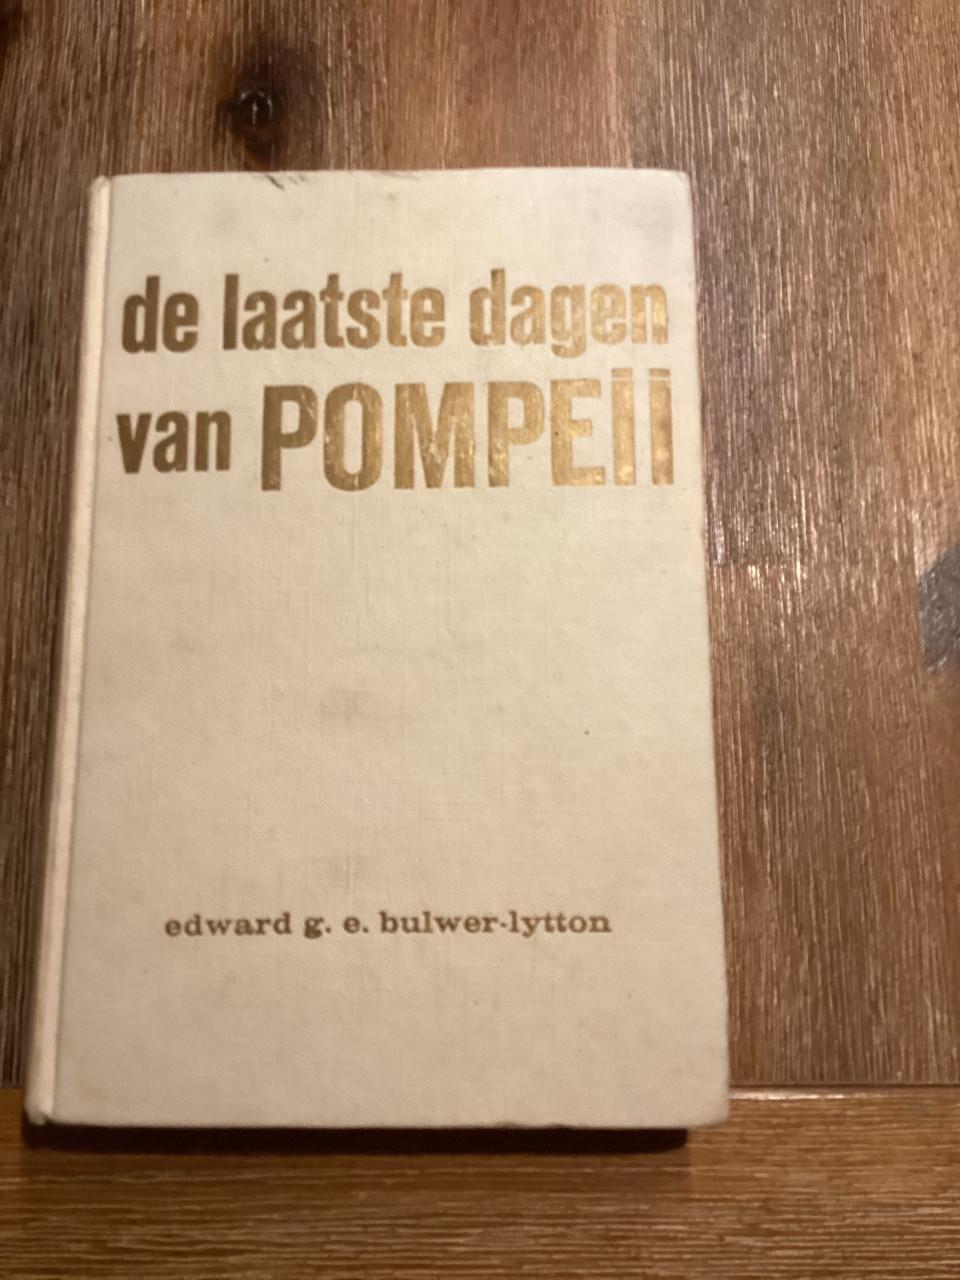 de laatste dagen
van POMPEii
edward g. e. bulwer-lytton